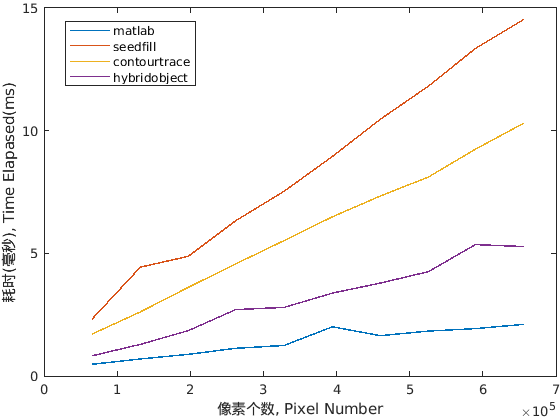 15
10
5
0
耗时(毫秒), Time Elapased(ms)
matlab
seedfill
contourtrace
hybridobject
0 1 2 3 4 5 6 7
×10^5
像素个数, Pixel Number